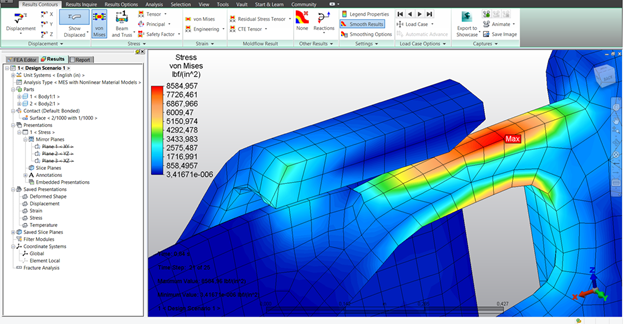 Results Contours Results Inquire Results Options Analysis Selection View Tools Vault Start & Learn Community
Displacement
X
Y
Z
Show Displaced
von Mises
Beam and Truss
Tensor
Principal
Safety Factor
von Mises
Engineering
Residual Stress Tensor
CTE Tensor
None
Reactions
Legend Properties
Smooth Results
Smoothing Options
Load Case
Automatic Advance
Export to Showcase
Animate
Save Image
Displacement Stress Strain Moldflow Result Other Results Settings Load Case Options Captures
FEA Editor Results Report
1 < Design Scenario 1 >
Unit Systems < English (in) >
Analysis Type < MES with Nonlinear Material Models >
Parts
1 < Body1:1 >
2 < Body2:1 >
Contact (Default: Bonded)
Surface < 2/1000 with 1/1000 >
Presentations
1 < Stress >
Mirror Planes
Plane 1 < XY >
Plane 2 < YZ >
Plane 3 < XZ >
Slice Planes
Annotations
Embedded Presentations
Saved Presentations
Deformed Shape
Displacement
Strain
Stress
Temperature
Saved Slice Planes
Filter Modules
Coordinate Systems
Global
Element Local
Fracture Analysis
Stress
von Mises
lbf/(in^2)
8584,957
7726,461
6867,966
6009,47
5150,974
4292,478
3433,983
2575,487
1716,991
858,4957
3,41671e-006
Max
0.427